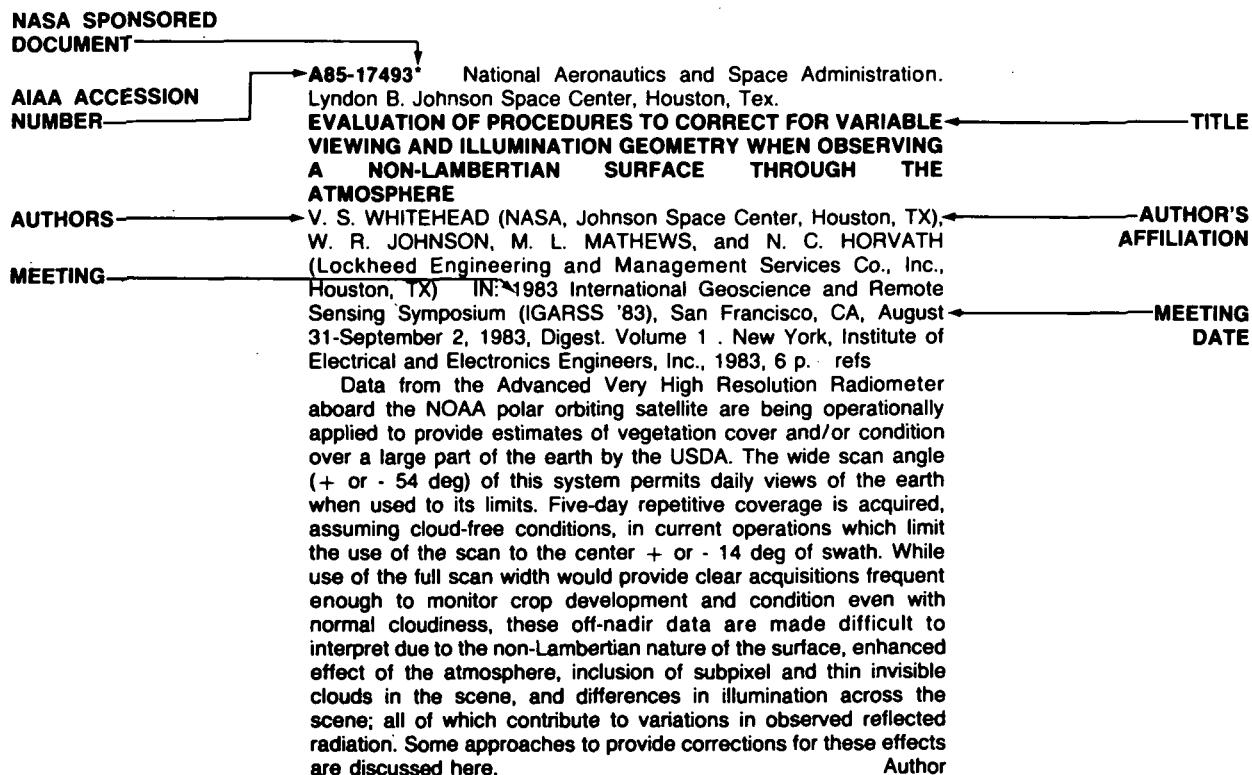 NASA SPONSORED
DOCUMENT
A85-17493* National Aeronautics and Space Administration.
AIAA ACCESSION
NUMBER
Lyndon B. Johnson Space Center, Houston, Tex.
EVALUATION OF PROCEDURES TO CORRECT FOR VARIABLE
TITLE
VIEWING AND ILLUMINATION GEOMETRY WHEN OBSERVING
A NON-LAMBERTIAN SURFACE THROUGH THE
ATMOSPHERE
AUTHORS
V. S. WHITEHEAD (NASA, Johnson Space Center, Houston, TX),
AUTHOR'S
AFFILIATION
W. R. JOHNSON, M. L. MATHEWS, and N. C. HORVATH
(Lockheed Engineering and Management Services Co., Inc.,
MEETING
Houston, TX) IN: 1983 International Geoscience and Remote
Sensing Symposium (IGARSS '83), San Francisco, CA, August
MEETING
DATE
31-September 2, 1983, Digest. Volume 1 . New York, Institute of
Electrical and Electronics Engineers, Inc., 1983, 6 p. refs
Data from the Advanced Very High Resolution Radiometer
aboard the NOAA polar orbiting satellite are being operationally
applied to provide estimates of vegetation cover and/or condition
over a large part of the earth by the USDA. The wide scan angle
(+ or - 54 deg) of this system permits daily views of the earth
when used to its limits. Five-day repetitive coverage is acquired,
assuming cloud-free conditions, in current operations which limit
the use of the scan to the center + or - 14 deg of swath. While
use of the full scan width would provide clear acquisitions frequent
enough to monitor crop development and condition even with
normal cloudiness, these off-nadir data are made difficult to
interpret due to the non-Lambertian nature of the surface, enhanced
effect of the atmosphere, inclusion of subpixel and thin invisible
clouds in the scene, and differences in illumination across the
scene; all of which contribute to variations in observed reflected
radiation. Some approaches to provide corrections for these effects
are discussed here. Author